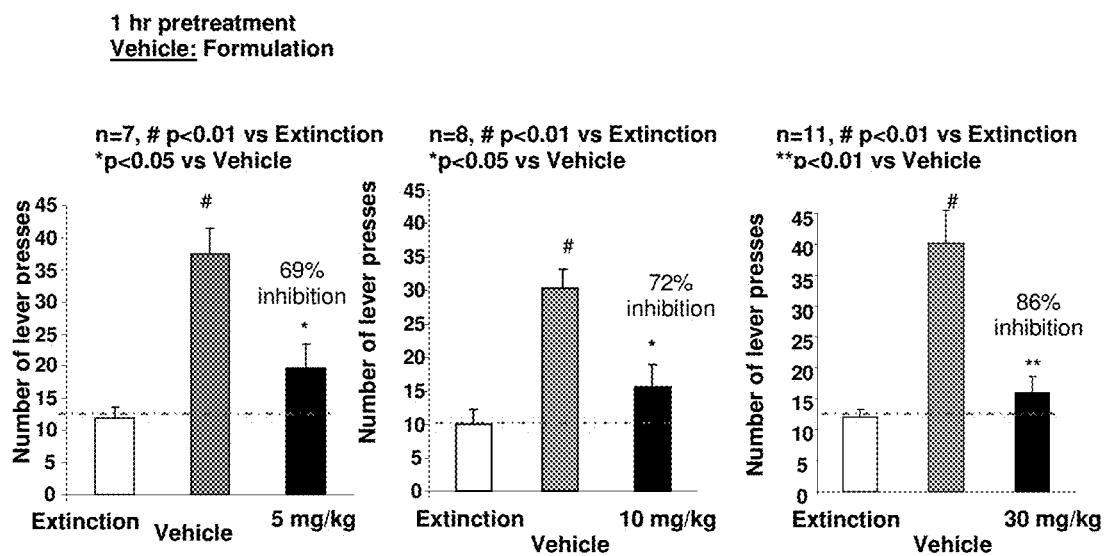 1 hr pretreatment
Vehicle: Formulation
n=7, # p<0.01 vs Extinction
*p<0.05 vs Vehicle
Number of lever presses
45
40
35
30
25
20
15
10
5
0
#
69%
inhibition
*
Extinction
Vehicle
5 mg/kg
n=8, # p<0.01 vs Extinction
*p<0.05 vs Vehicle
Number of lever presses
45
40
35
30
25
20
15
10
5
0
#
72%
inhibition
*
Extinction
10 mg/kg
Vehicle
n=11, # p<0.01 vs Extinction
**p<0.01 vs Vehicle
Number of lever presses
45
40
35
30
25
20
15
10
5
0
#
86%
inhibition
**
Extinction
30 mg/kg
Vehicle